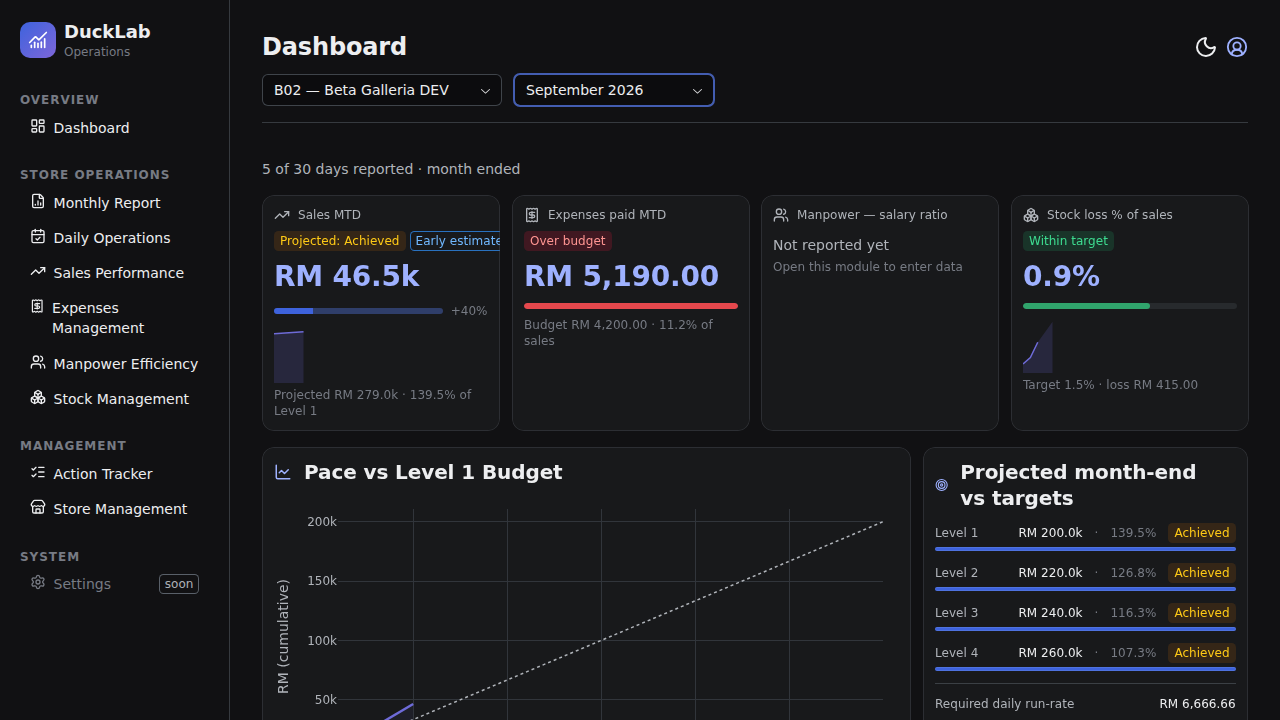 DuckLab
Operations
OVERVIEW
Dashboard
STORE OPERATIONS
Monthly Report
Daily Operations
Sales Performance
Expenses
Management
Manpower Efficiency
Stock Management
MANAGEMENT
Action Tracker
Store Management
SYSTEM
Settings soon
Dashboard
B02 — Beta Galleria DEV
September 2026
5 of 30 days reported · month ended
Sales MTD
Projected: Achieved Early estimate
RM 46.5k
+40%
Projected RM 279.0k · 139.5% of
Level 1
Expenses paid MTD
Over budget
RM 5,190.00
Budget RM 4,200.00 · 11.2% of
sales
Manpower — salary ratio
Not reported yet
Open this module to enter data
Stock loss % of sales
Within target
0.9%
Target 1.5% · loss RM 415.00
Pace vs Level 1 Budget
200k
150k
100k
50k
RM (cumulative)
Projected month-end
vs targets
Level 1 RM 200.0k · 139.5% Achieved
Level 2 RM 220.0k · 126.8% Achieved
Level 3 RM 240.0k · 116.3% Achieved
Level 4 RM 260.0k · 107.3% Achieved
Required daily run-rate RM 6,666.66